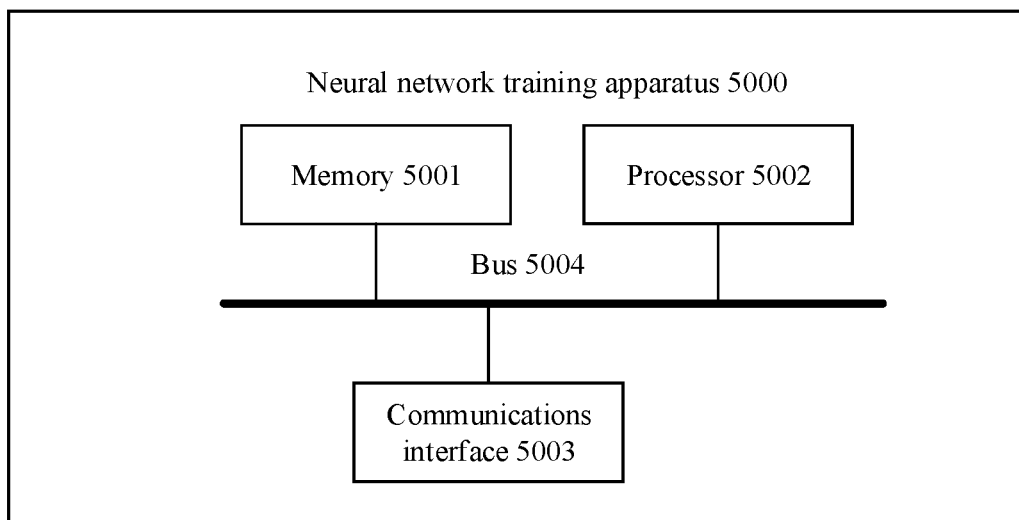 Neural network training apparatus 5000
Memory 5001
Processor 5002
Bus 5004
Communications
interface 5003